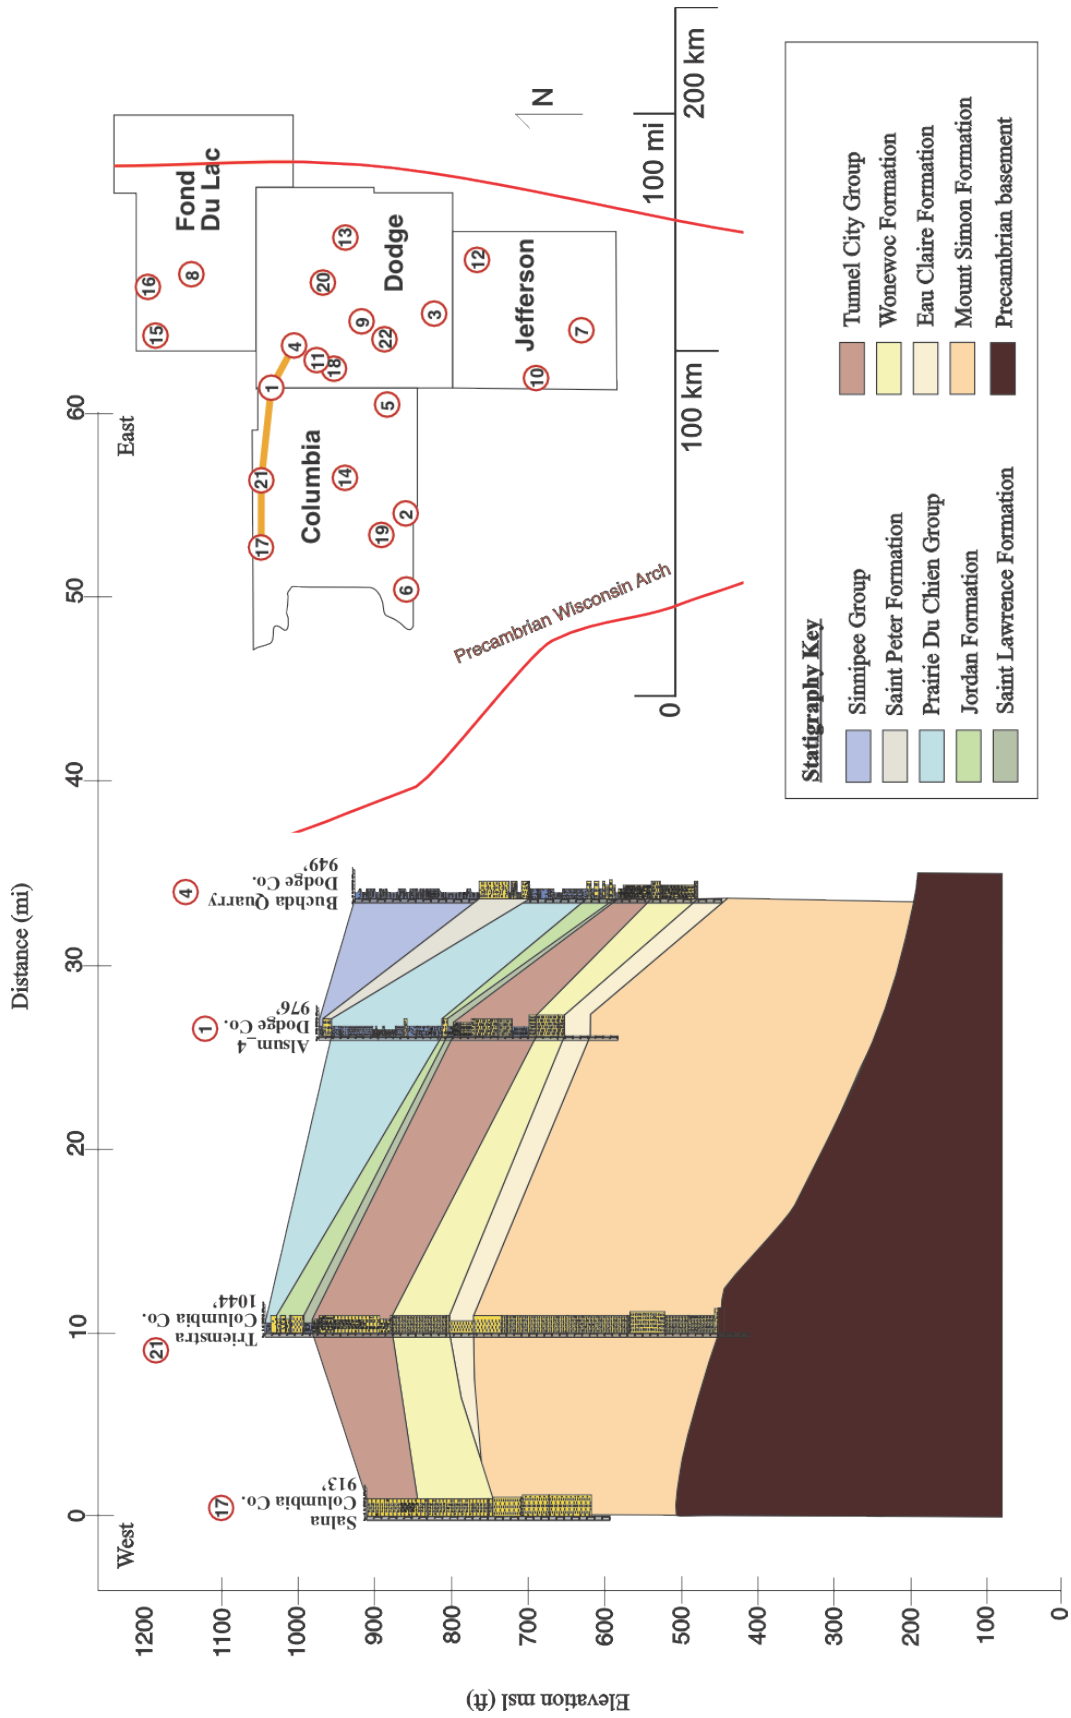 Distance (mi)
0
10
20
30
40
50
60
West
East
Elevation msl (ft)
1200
1100
1000
900
800
700
600
500
400
300
200
100
0
17
Salna
Columbia Co.
913’
21
Triemstra
Columbia Co.
1044’
1
Alsum_4
Dodge Co.
976’
4
Buchda Quarry
Dodge Co.
949’
Precambrian Wisconsin Arch
Fond
Du Lac
Columbia
Dodge
Jefferson
15
16
8
17
21
1
4
11
18
20
13
9
22
3
14
5
19
2
6
12
10
7
N
0
100 mi
100 km
200 km
Statigraphy Key
Sinnipee Group
Saint Peter Formation
Prairie Du Chien Group
Jordan Formation
Saint Lawrence Formation
Tunnel City Group
Wonewoc Formation
Eau Claire Formation
Mount Simon Formation
Precambrian basement